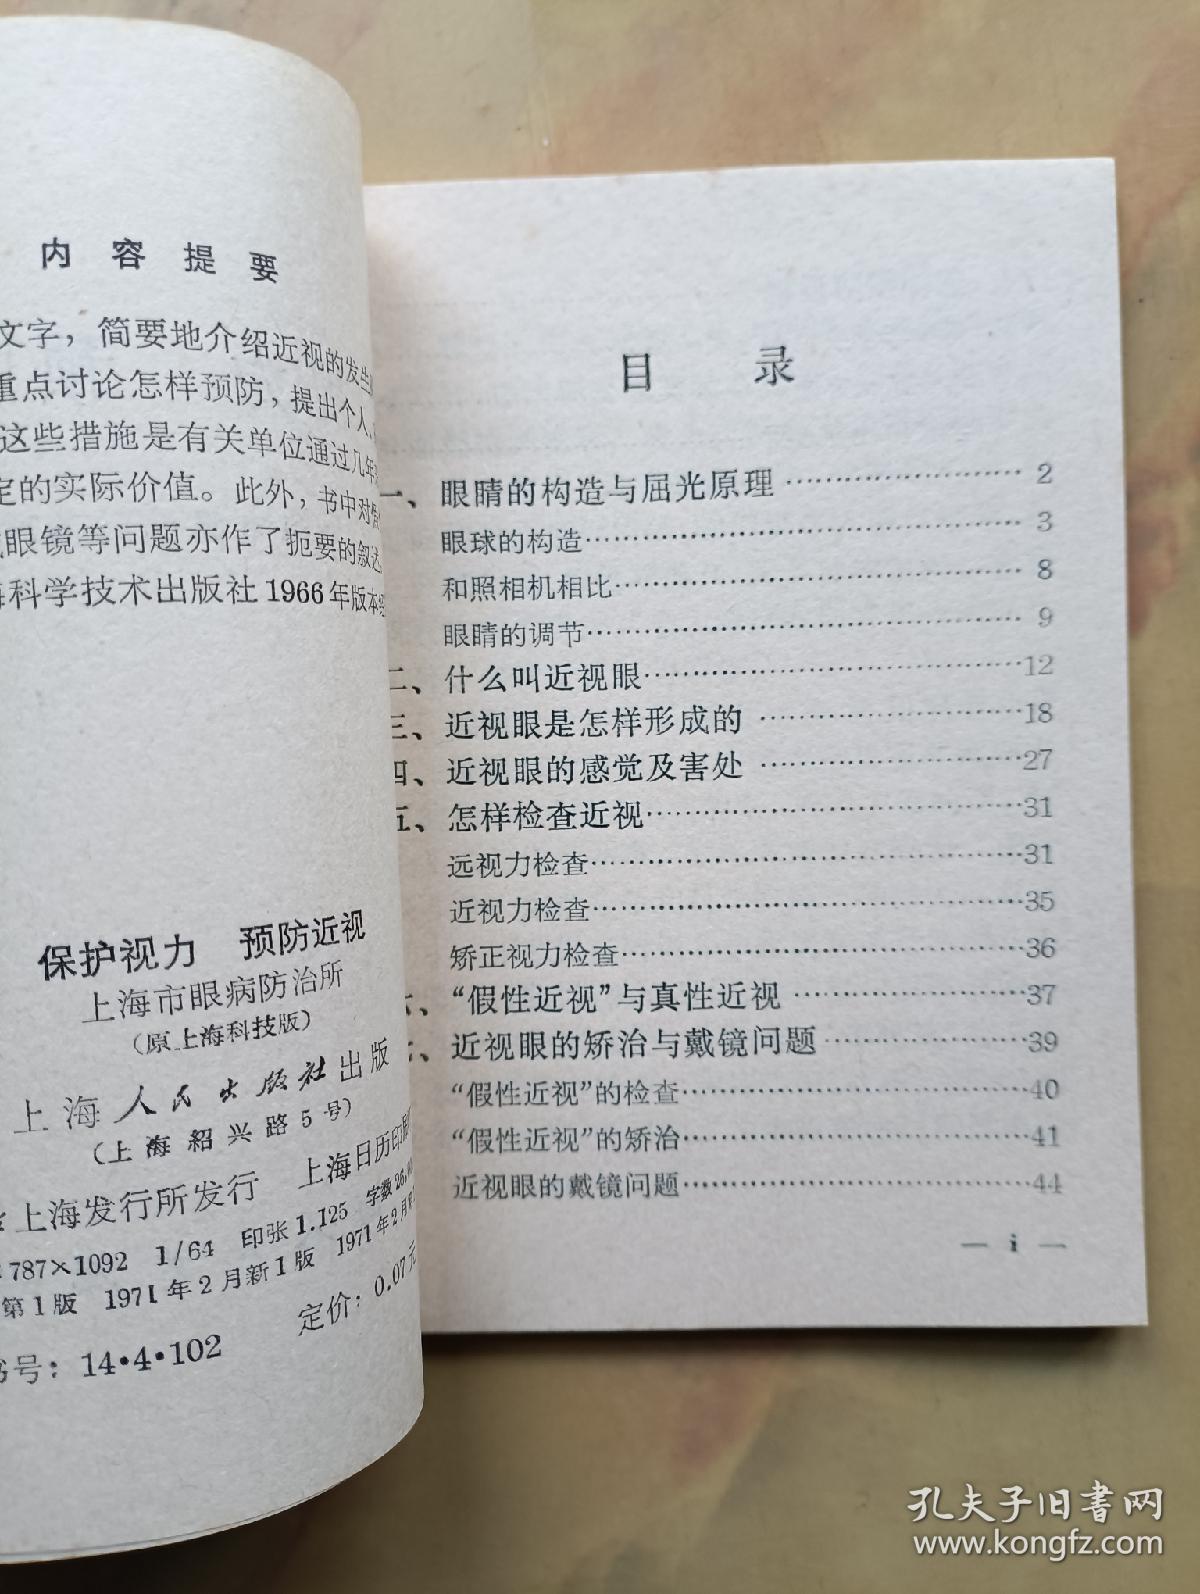 内容提要
文字，简要地介绍近视的发生
重点讨论怎样预防，提出个人、
这些措施是有关单位通过几年
定的实际价值。此外，书中对
眼镜等问题亦作了扼要的叙述
海科学技术出版社1966年版本
保护视力 预防近视
上海市眼病防治所
（原上海科技版）
上海人民出版社出版
（上海紹兴路5号）
上海发行所发行 上海日历印刷
787×1092 1/64 印张1.125 字数26,
第1版 1971年2月新1版 1971年2月
书号：14·4·102 定价：0.07元
目录
一、眼睛的构造与屈光原理……………………2
眼球的构造……………………3
和照相机相比……………………8
眼睛的调节……………………9
二、什么叫近视眼……………………12
三、近视眼是怎样形成的……………………18
四、近视眼的感觉及害处……………………27
五、怎样检查近视……………………31
远视力检查……………………31
近视力检查……………………35
矫正视力检查……………………36
六、“假性近视”与真性近视……………………37
七、近视眼的矫治与戴镜问题……………………39
“假性近视”的检查……………………40
“假性近视”的矫治……………………41
近视眼的戴镜问题……………………44
— i —
孔夫子旧书网
www.kongfz.com